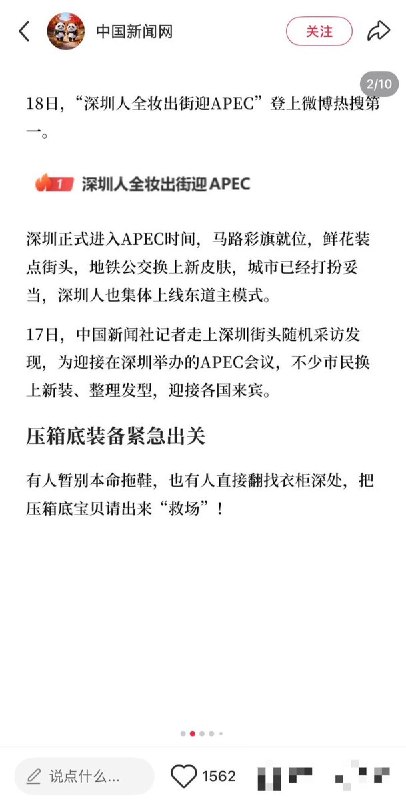 中国新闻网
关注
2/10
18日，“深圳人全妆出街迎APEC”登上微博热搜第
一。
1 深圳人全妆出街迎APEC
深圳正式进入APEC时间，马路彩旗就位，鲜花装
点街头，地铁公交换上新皮肤，城市已经打扮妥
当，深圳人也集体上线东道主模式。
17日，中国新闻社记者走上深圳街头随机采访发
现，为迎接在深圳举办的APEC会议，不少市民换
上新装、整理发型，迎接各国来宾。
压箱底装备紧急出关
有人暂别本命拖鞋，也有人直接翻找衣柜深处，把
压箱底宝贝请出来“救场”！
说点什么...
1562